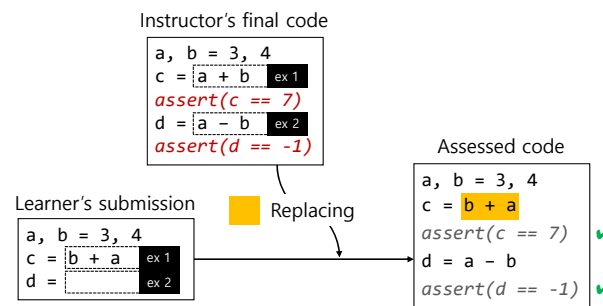 Instructor's final code
a, b = 3, 4
c = a + b ex 1
assert(c == 7)
d = a − b ex 2
assert(d == -1)
Learner's submission
a, b = 3, 4
c = b + a ex 1
d = ex 2
Replacing
Assessed code
a, b = 3, 4
c = b + a
assert(c == 7) ✔
d = a − b
assert(d == -1) ✔